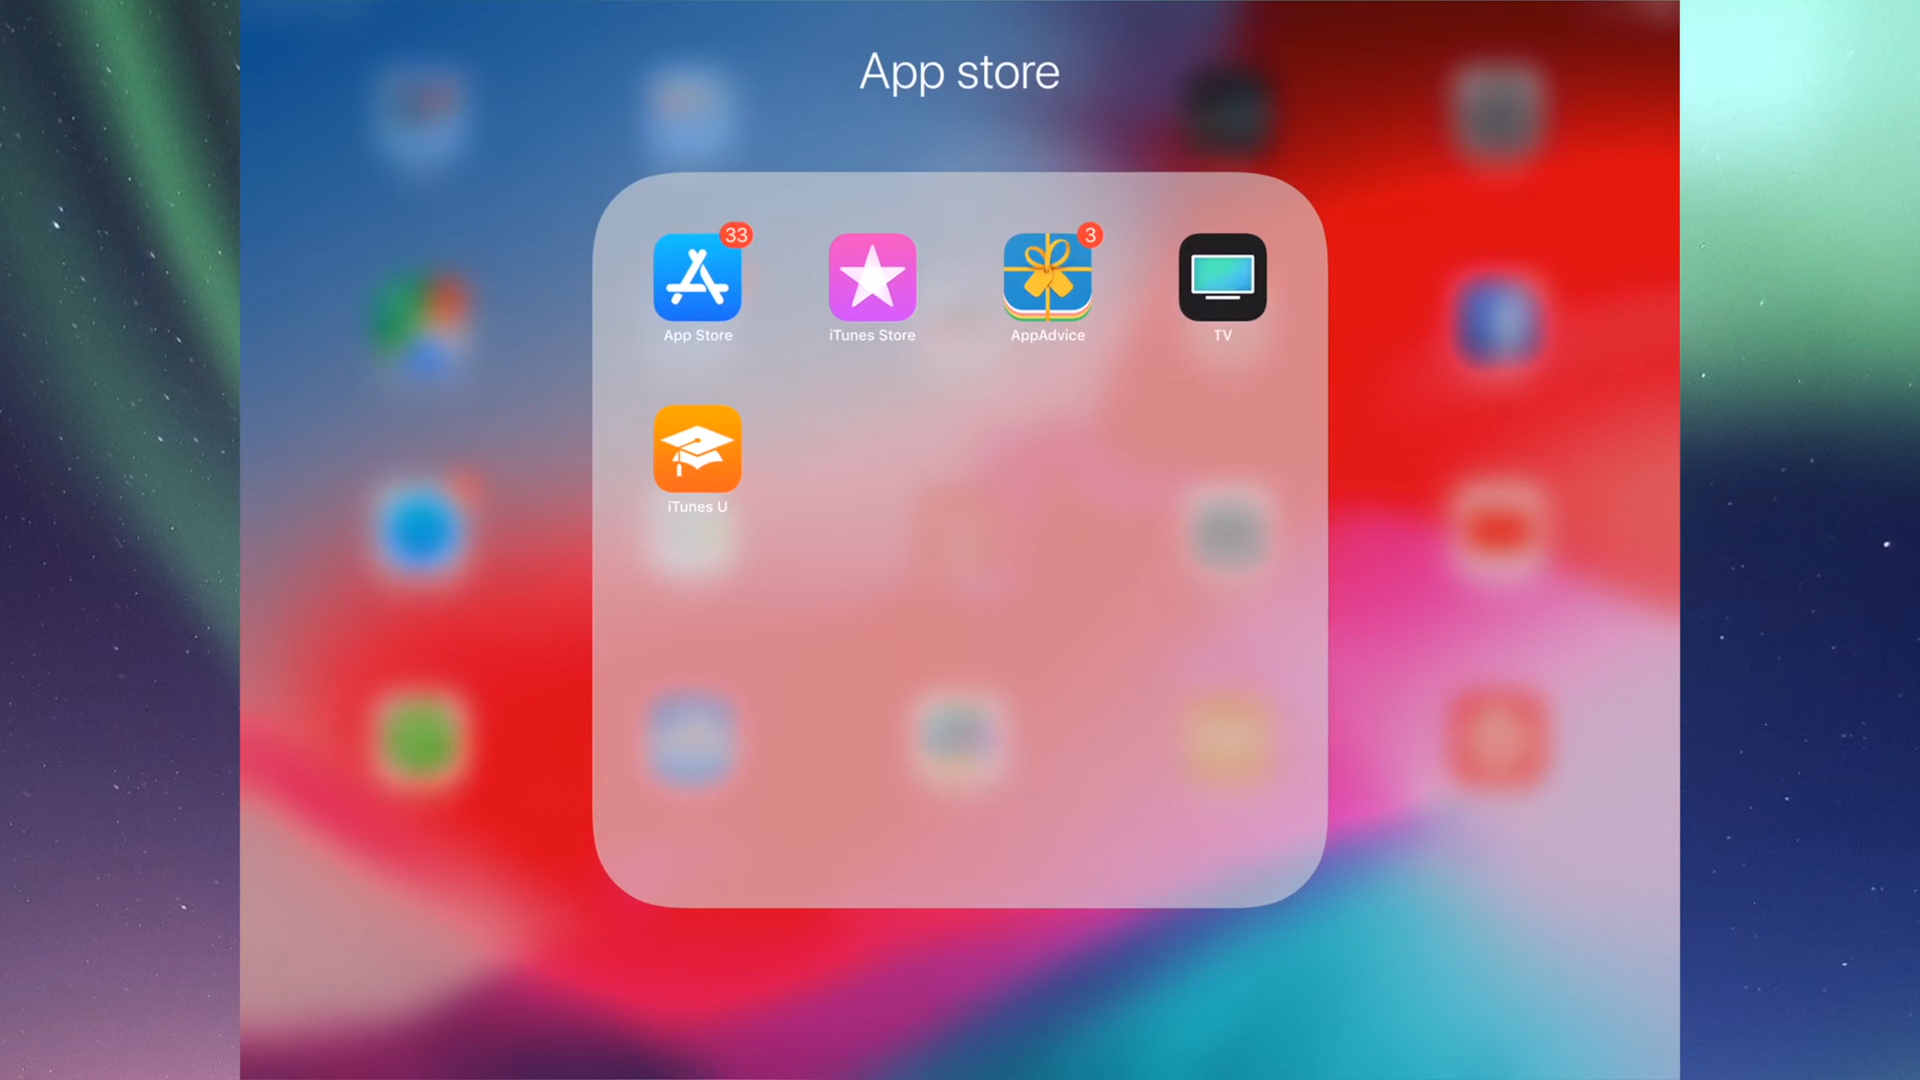 App store
33
3
App Store
iTunes Store
AppAdvice
TV
iTunes U